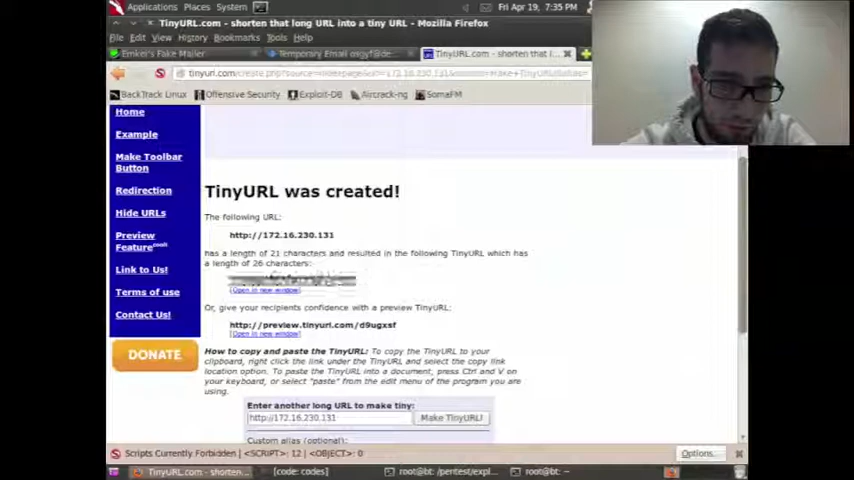 Applications Places System Fri Apr 19, 7:35 PM
TinyURL.com - shorten that long URL into a tiny URL - Mozilla Firefox
File Edit View History Bookmarks Tools Help
Emkei's Fake Mailer Temporary Email TinyURL.com - shorten that l...
BackTrack Linux Offensive Security Exploit-DB Aircrack-ng SomaFM
Home
Example
Make Toolbar
Button
Redirection
Hide URLs
Preview
Feature
Link to Us!
Terms of use
Contact Us!
DONATE
TinyURL was created!
The following URL:
http://172.16.230.131
has a length of 21 characters and resulted in the following TinyURL which has
a length of 26 characters:
[Open in new window]
Or, give your recipients confidence with a preview TinyURL:
http://preview.tinyurl.com/d9ugxsf
[Open in new window]
How to copy and paste the TinyURL: To copy the TinyURL to your
clipboard, right click the link under the TinyURL and select the copy link
location option. To paste the TinyURL into a document, press Ctrl and V on
your keyboard, or select "paste" from the edit menu of the program you are
using.
Enter another long URL to make tiny:
http://172.16.230.131 Make TinyURL!
Custom alias (optional):
Scripts Currently Forbidden | <SCRIPT>: 12 | <OBJECT>: 0 Options...
TinyURL.com - shorten... [code: codes] root@bt: /pentest/expl... root@bt: ~